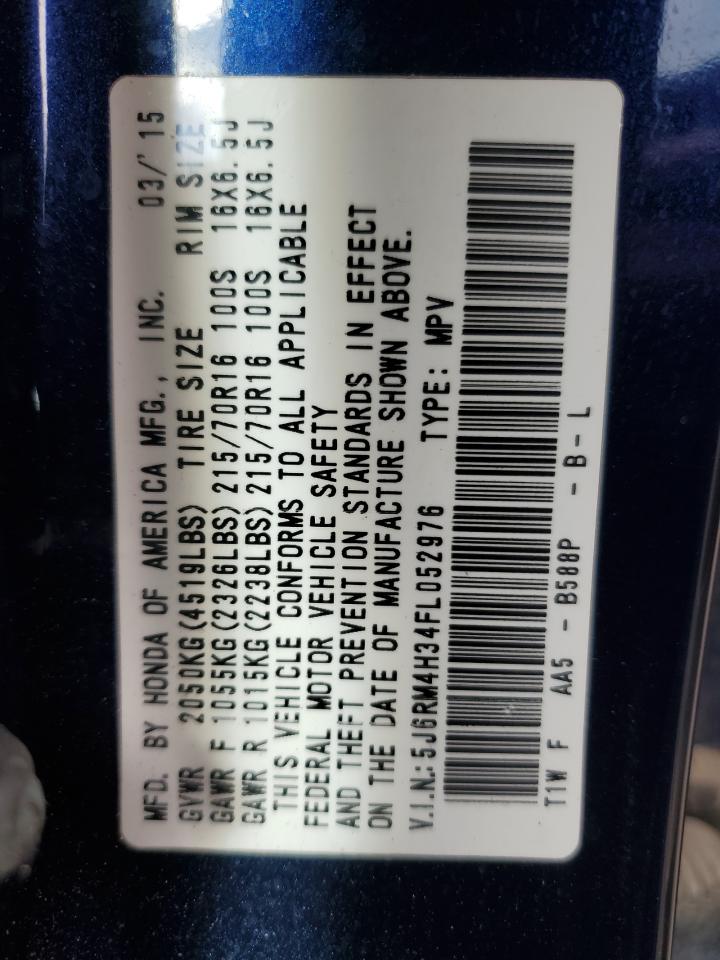 MFD. BY HONDA OF AMERICA MFG., INC. 03/'15
GVWR 2050KG(4519LBS) TIRE SIZE RIM SIZE
GAWR F 1055KG(2326LBS)215/70R16 100S 16X6.5J
GAWR R 1015KG(2238LBS)215/70R16 100S 16X6.5J
THIS VEHICLE CONFORMS TO ALL APPLICABLE
FEDERAL MOTOR VEHICLE SAFETY
AND THEFT PREVENTION STANDARDS IN EFFECT
ON THE DATE OF MANUFACTURE SHOWN ABOVE.
V.I.N.:5J6RM4H34FL052976 TYPE: MPV
T1W F AA5 - B588P - B - L